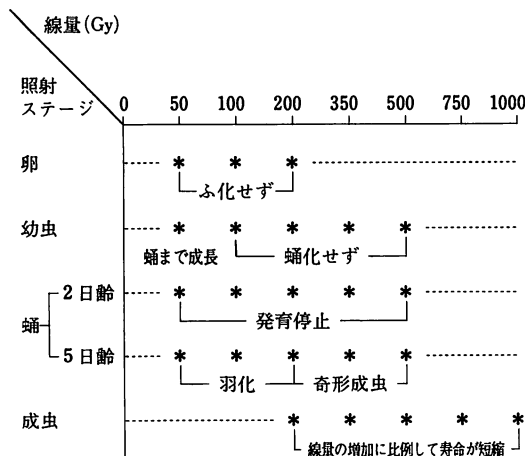 線量(Gy)
照射
ステージ
0 50 100 200 350 500 750 1000
卵 * * *
ふ化せず
幼虫 * * * * *
蛹まで成長 蛹化せず
2日齢 * * * * *
蛹
発育停止
5日齢 * * * * *
羽化 奇形成虫
成虫 * * * * *
線量の増加に比例して寿命が短縮